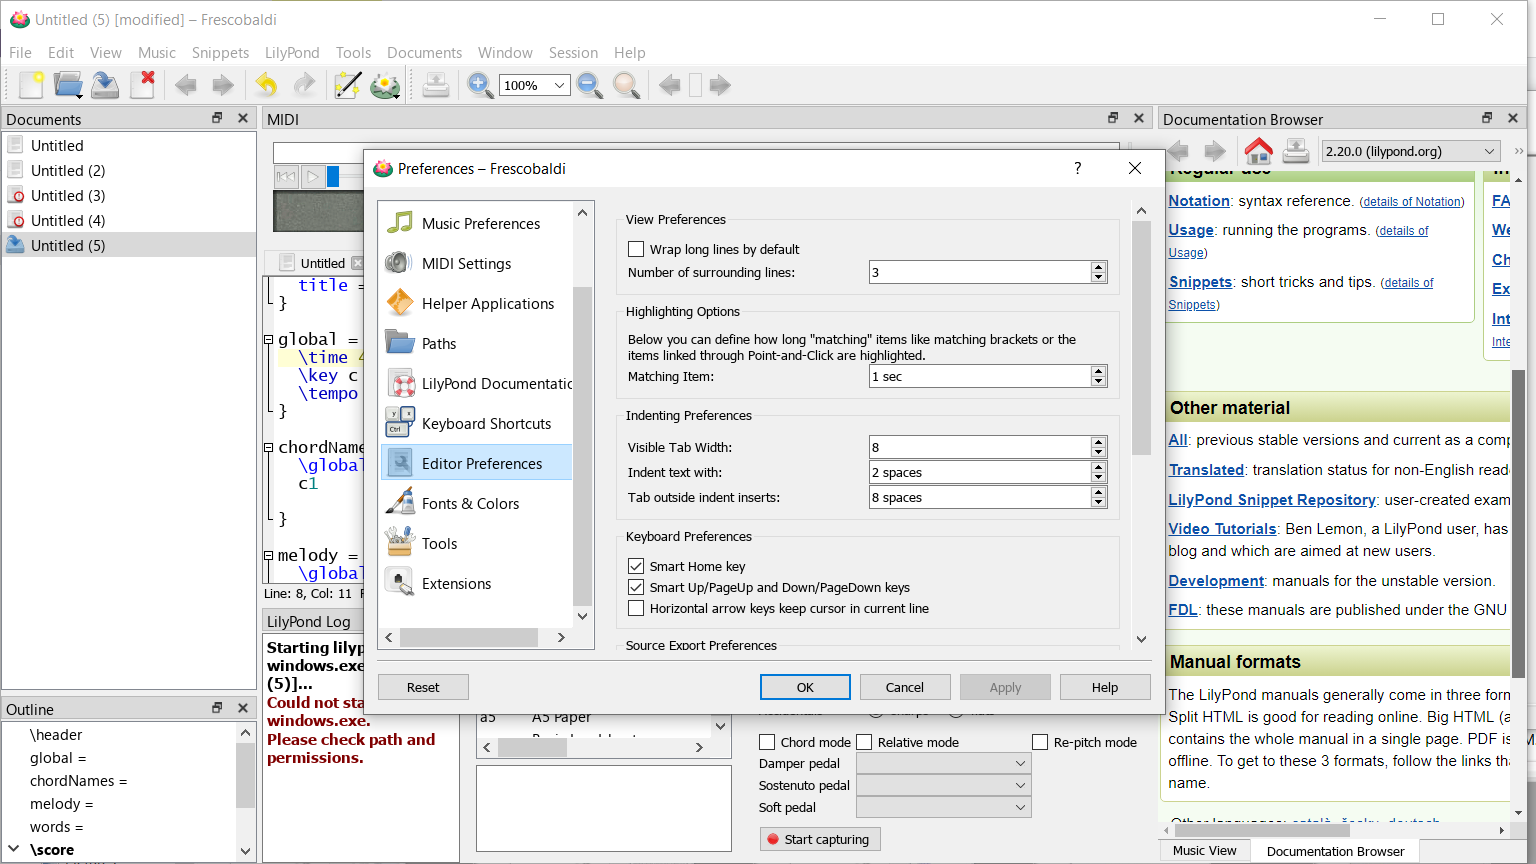 Untitled (5) [modified] – Frescobaldi
File Edit View Music Snippets LilyPond Tools Documents Window Session Help
100%
Documents
Untitled
Untitled (2)
Untitled (3)
Untitled (4)
Untitled (5)
Outline
\header
global =
chordNames =
melody =
words =
\score
MIDI
Untitled
title =
}
global =
\time 4
\key c
\tempo
}
chordName
\global
c1
}
melody =
\global
Line: 8, Col: 11
LilyPond Log
Starting lilyp
windows.exe
(5)]...
Could not sta
windows.exe.
Please check path and
permissions.
Preferences – Frescobaldi
?
Music Preferences
MIDI Settings
Helper Applications
Paths
LilyPond Documentatic
Keyboard Shortcuts
Editor Preferences
Fonts & Colors
Tools
Extensions
View Preferences
Wrap long lines by default
Number of surrounding lines: 3
Highlighting Options
Below you can define how long "matching" items like matching brackets or the
items linked through Point-and-Click are highlighted.
Matching Item: 1 sec
Indenting Preferences
Visible Tab Width: 8
Indent text with: 2 spaces
Tab outside indent inserts: 8 spaces
Keyboard Preferences
Smart Home key
Smart Up/PageUp and Down/PageDown keys
Horizontal arrow keys keep cursor in current line
Source Export Preferences
Reset OK Cancel Apply Help
a5 A5 Paper
Chord mode Relative mode Re-pitch mode
Damper pedal
Sostenuto pedal
Soft pedal
Start capturing
Documentation Browser
2.20.0 (lilypond.org)
Regular use
Notation: syntax reference. (details of Notation)
Usage: running the programs. (details of
Usage)
Snippets: short tricks and tips. (details of
Snippets)
In
FA
We
Ch
Ex
Int
Inte
Other material
All: previous stable versions and current as a comp
Translated: translation status for non-English read
LilyPond Snippet Repository: user-created exam
Video Tutorials: Ben Lemon, a LilyPond user, has
blog and which are aimed at new users.
Development: manuals for the unstable version.
FDL: these manuals are published under the GNU
Manual formats
The LilyPond manuals generally come in three forn
Split HTML is good for reading online. Big HTML (a
contains the whole manual in a single page. PDF is
offline. To get to these 3 formats, follow the links tha
name.
Other languages: català, česky, deutsch
Music View Documentation Browser